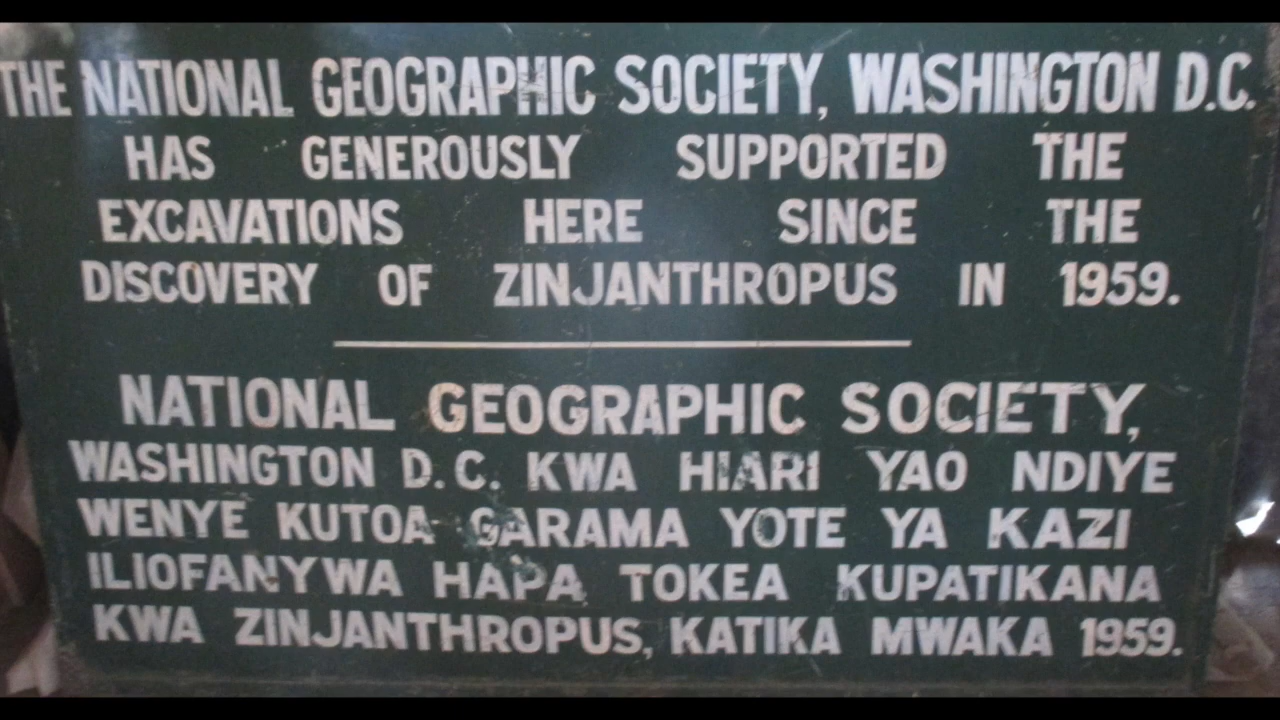 THE NATIONAL GEOGRAPHIC SOCIETY, WASHINGTON D.C.
HAS GENEROUSLY SUPPORTED THE
EXCAVATIONS HERE SINCE THE
DISCOVERY OF ZINJANTHROPUS IN 1959.
NATIONAL GEOGRAPHIC SOCIETY,
WASHINGTON D.C. KWA HIARI YAO NDIYE
WENYE KUTOA GARAMA YOTE YA KAZI
ILIOFANYWA HAPA TOKEA KUPATIKANA
KWA ZINJANTHROPUS, KATIKA MWAKA 1959.